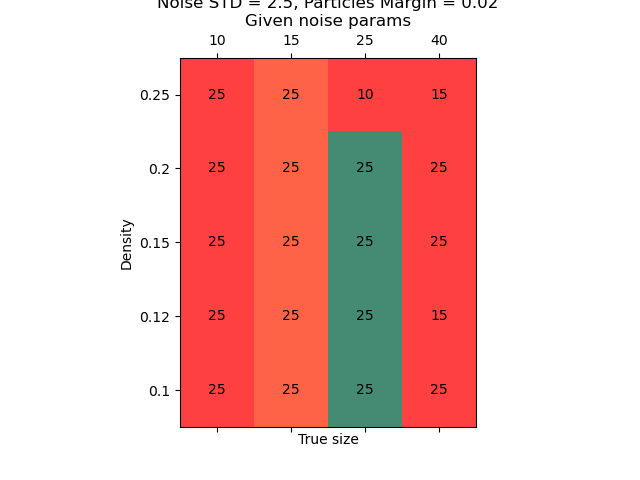 Noise STD = 2.5, Particles Margin = 0.02
Given noise params
10 15 25 40
0.25 25 25 10 15
0.2 25 25 25 25
0.15 25 25 25 25
0.12 25 25 25 15
0.1 25 25 25 25
Density
True size